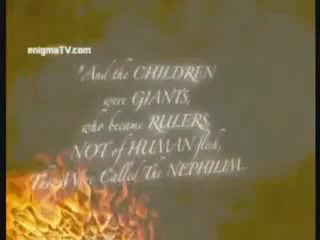 enigmaTV.com
"And the CHILDREN
were GIANTS,
who became RULERS,
NOT of HUMAN flesh,
They Were Called The NEPHILIM..